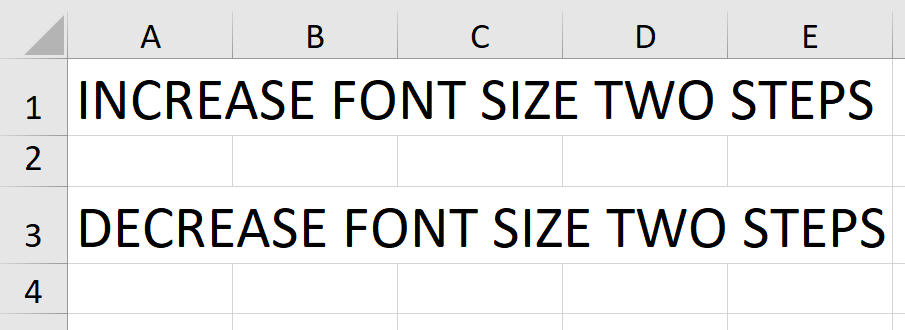 A B C D E
1 INCREASE FONT SIZE TWO STEPS
2
3 DECREASE FONT SIZE TWO STEPS
4